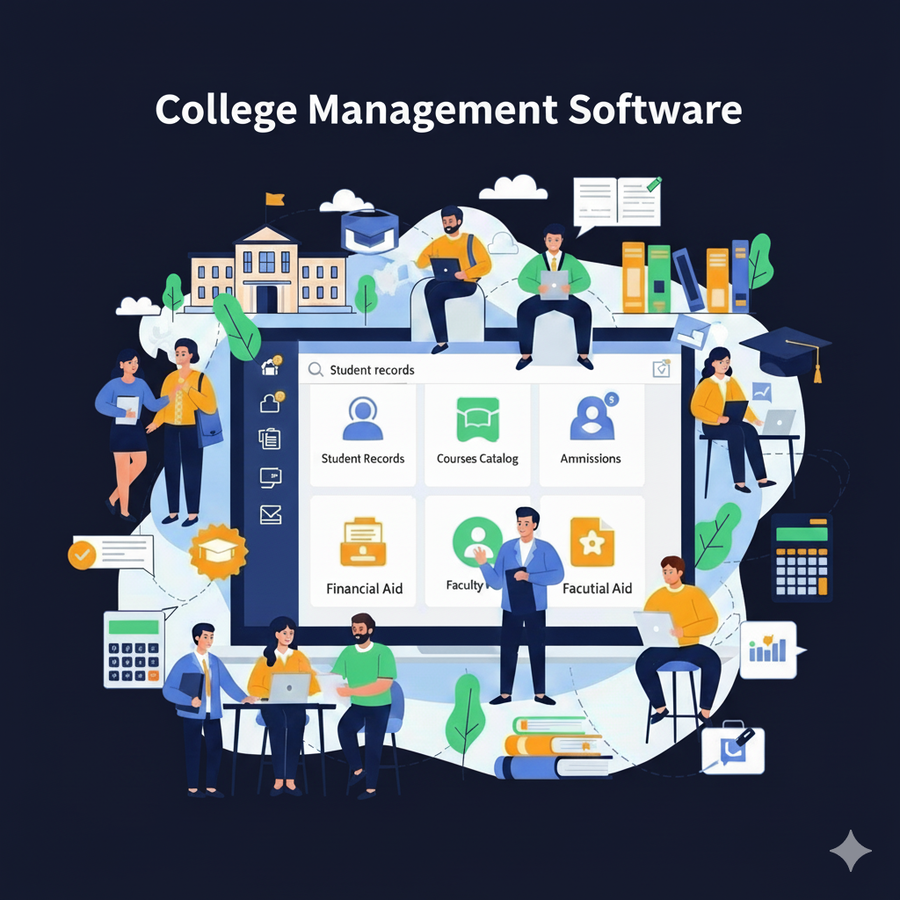 College Management Software
Student records
Student Records
Courses Catalog
Amnissions
Financial Aid
Faculty
Facutial Aid